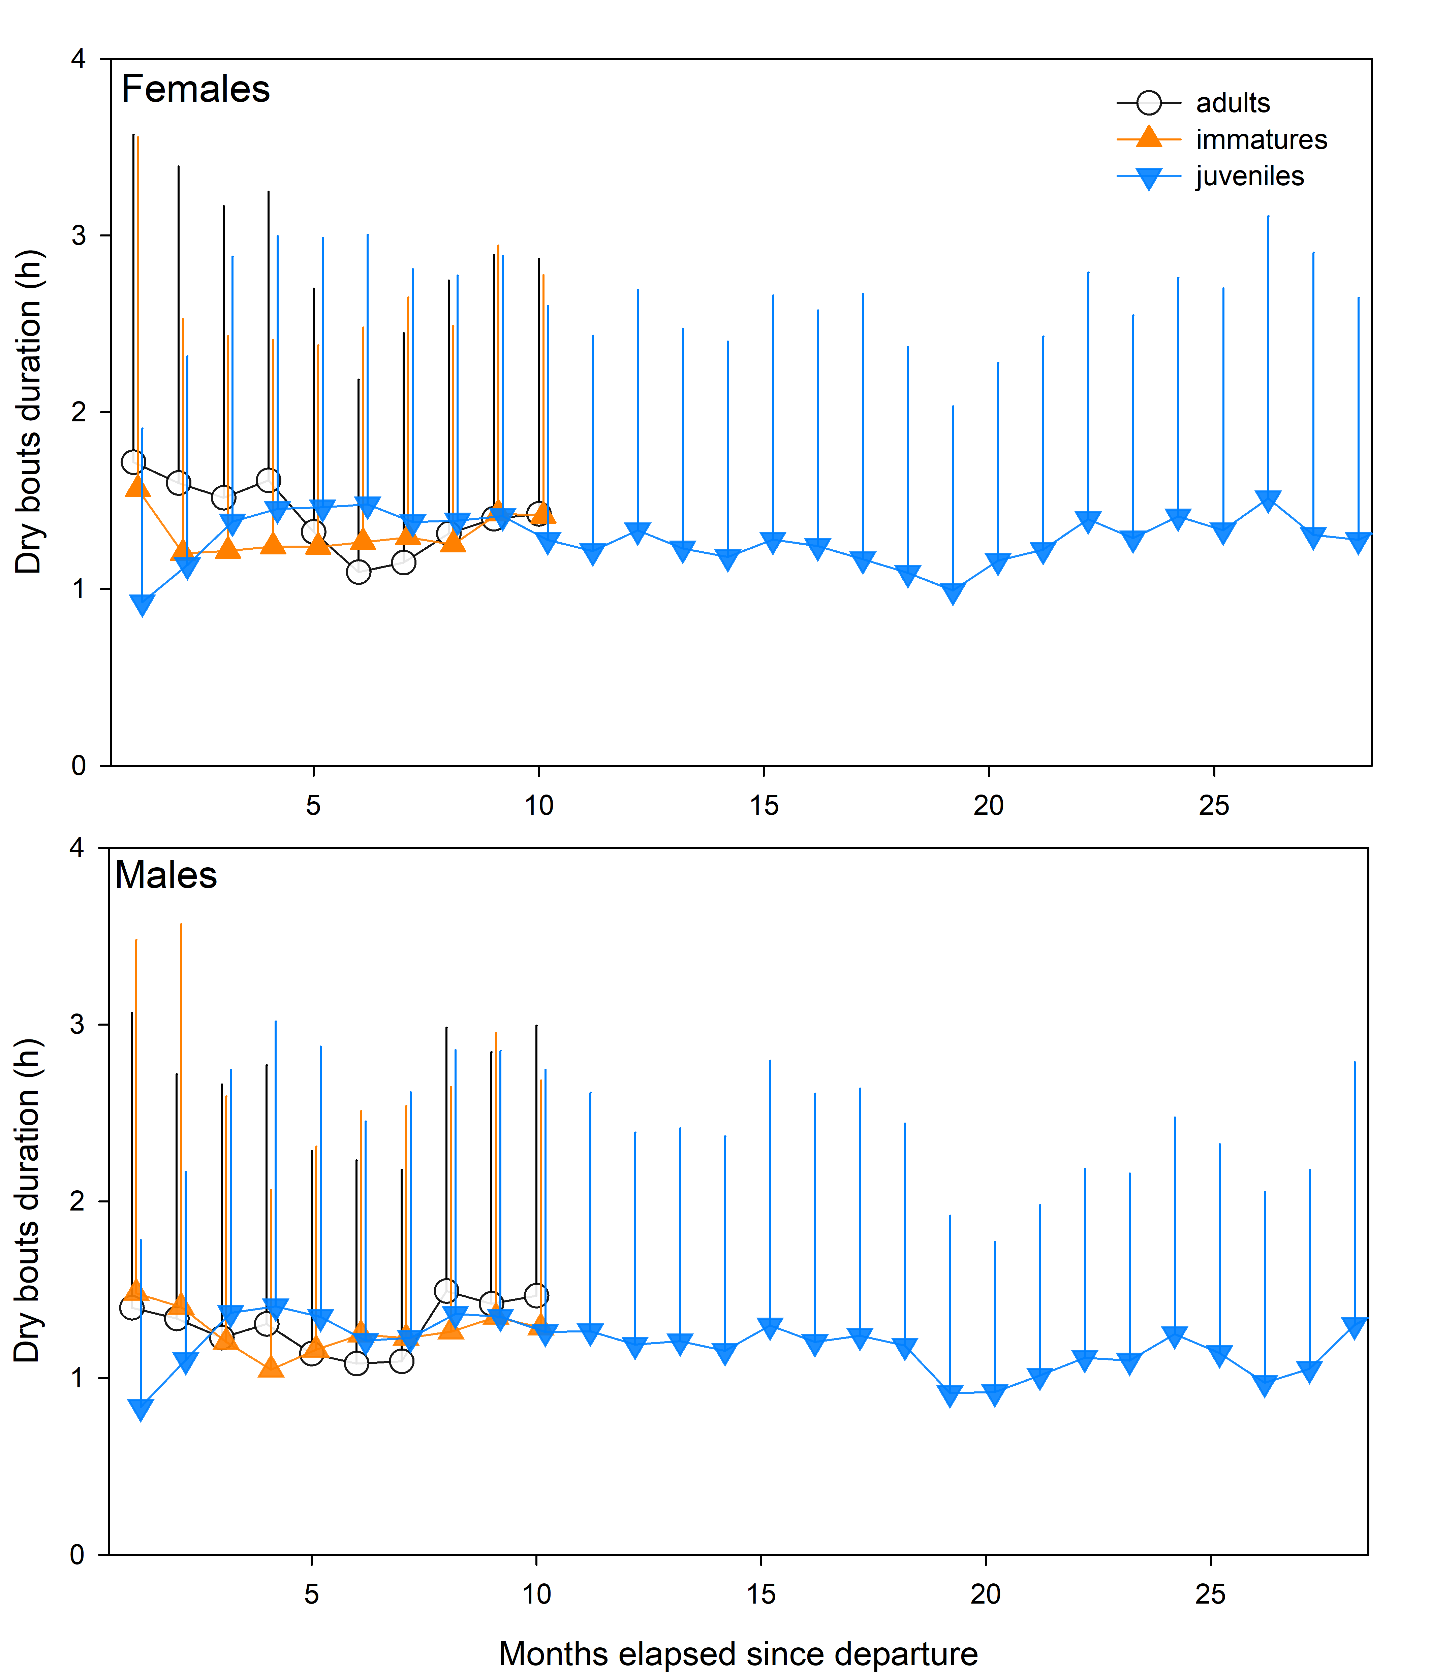 Females
adults
immatures
juveniles
Dry bouts duration (h)
4
3
2
1
0
5
10
15
20
25
Males
Dry bouts duration (h)
4
3
2
1
0
5
10
15
20
25
Months elapsed since departure